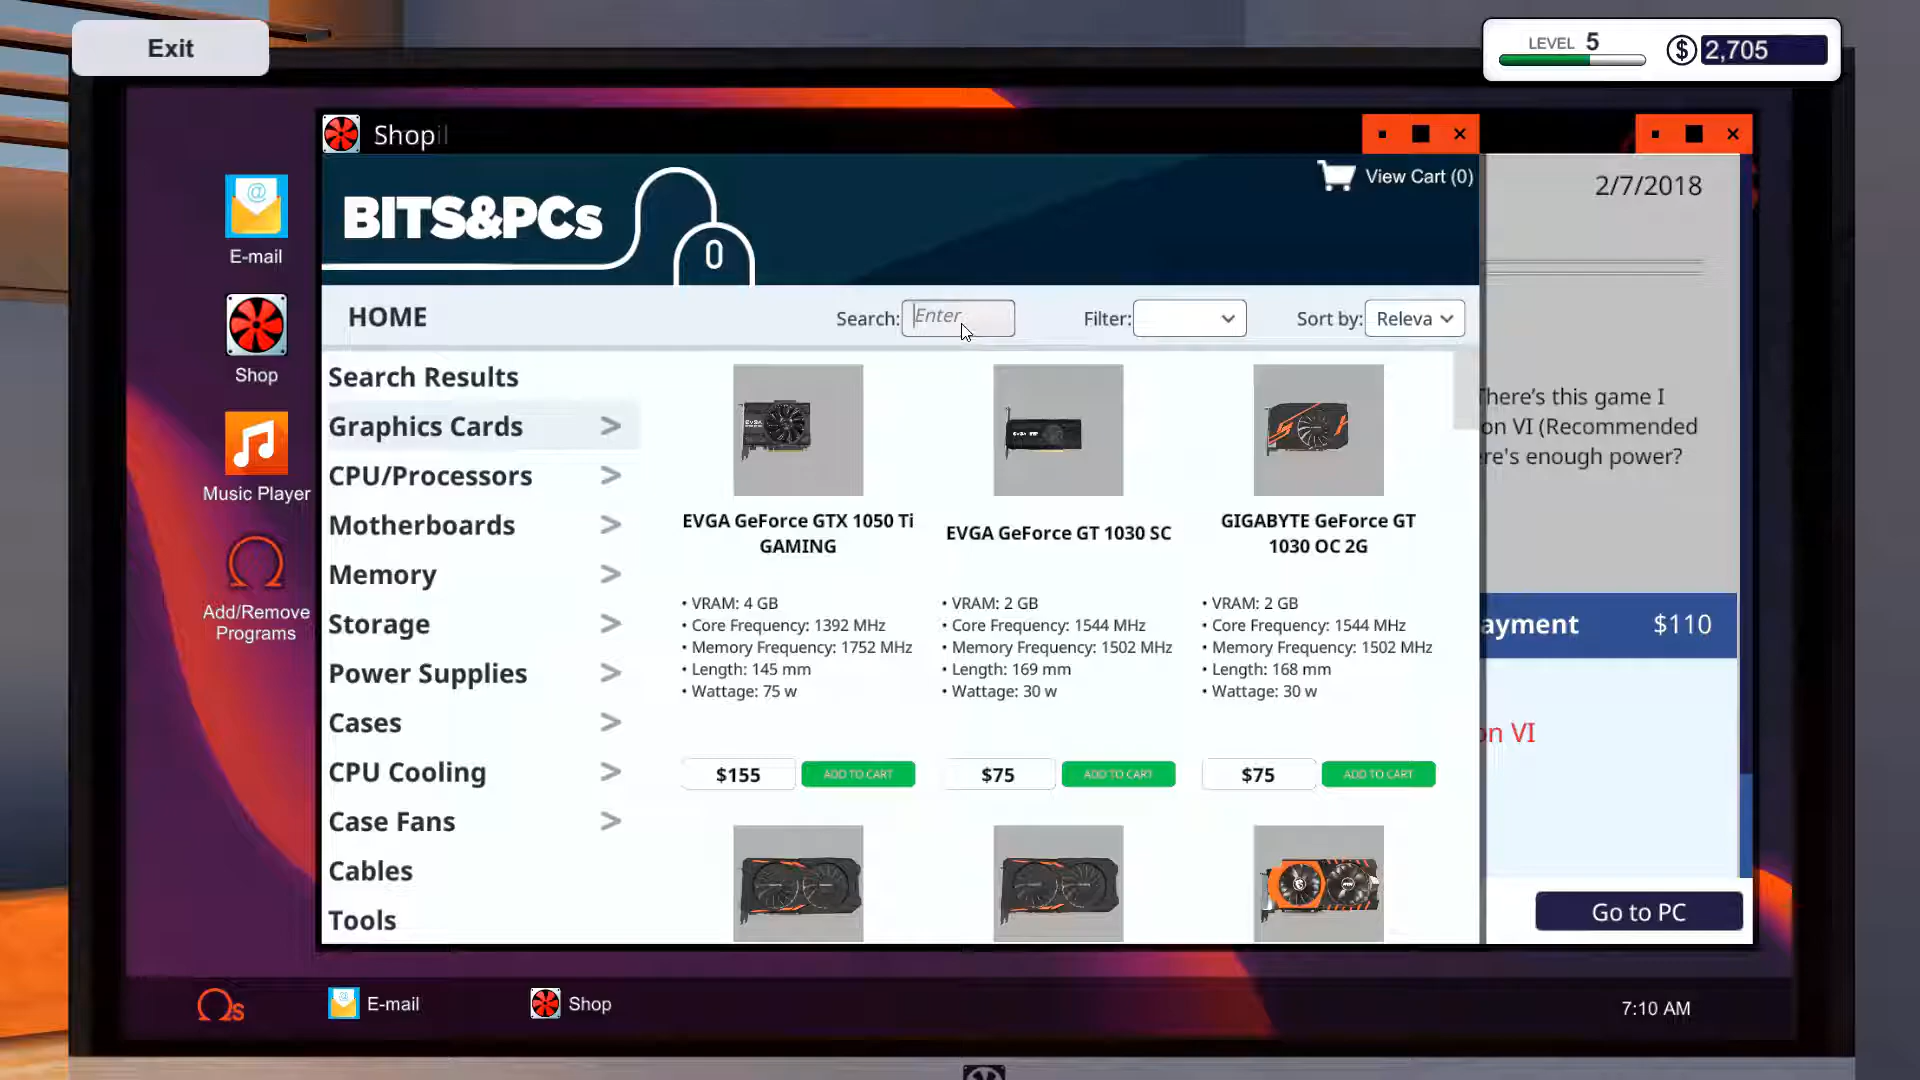 Exit
LEVEL 5
$ 2,705
Shop
View Cart (0)
BITS&PCs
2/7/2018
E-mail
Shop
Music Player
Add/Remove
Programs
HOME
Search:
Enter
Filter:
Sort by:
Releva
Search Results
Graphics Cards >
CPU/Processors >
Motherboards >
Memory >
Storage >
Power Supplies >
Cases >
CPU Cooling >
Case Fans >
Cables
Tools
EVGA GeForce GTX 1050 Ti
GAMING
• VRAM: 4 GB
• Core Frequency: 1392 MHz
• Memory Frequency: 1752 MHz
• Length: 145 mm
• Wattage: 75 w
$155
ADD TO CART
EVGA GeForce GT 1030 SC
• VRAM: 2 GB
• Core Frequency: 1544 MHz
• Memory Frequency: 1502 MHz
• Length: 169 mm
• Wattage: 30 w
$75
ADD TO CART
GIGABYTE GeForce GT
1030 OC 2G
• VRAM: 2 GB
• Core Frequency: 1544 MHz
• Memory Frequency: 1502 MHz
• Length: 168 mm
• Wattage: 30 w
$75
ADD TO CART
here's this game I
on VI (Recommended
re's enough power?
ayment $110
on VI
Go to PC
Ωs
E-mail
Shop
7:10 AM